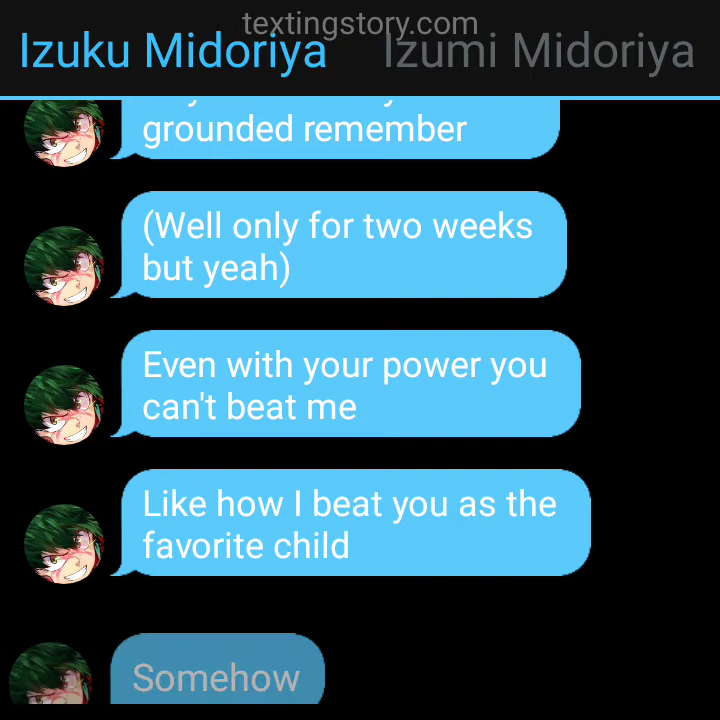 textingstory.com
Izuku Midoriya
Izumi Midoriya
grounded remember
(Well only for two weeks
but yeah)
Even with your power you
can't beat me
Like how I beat you as the
favorite child
Somehow